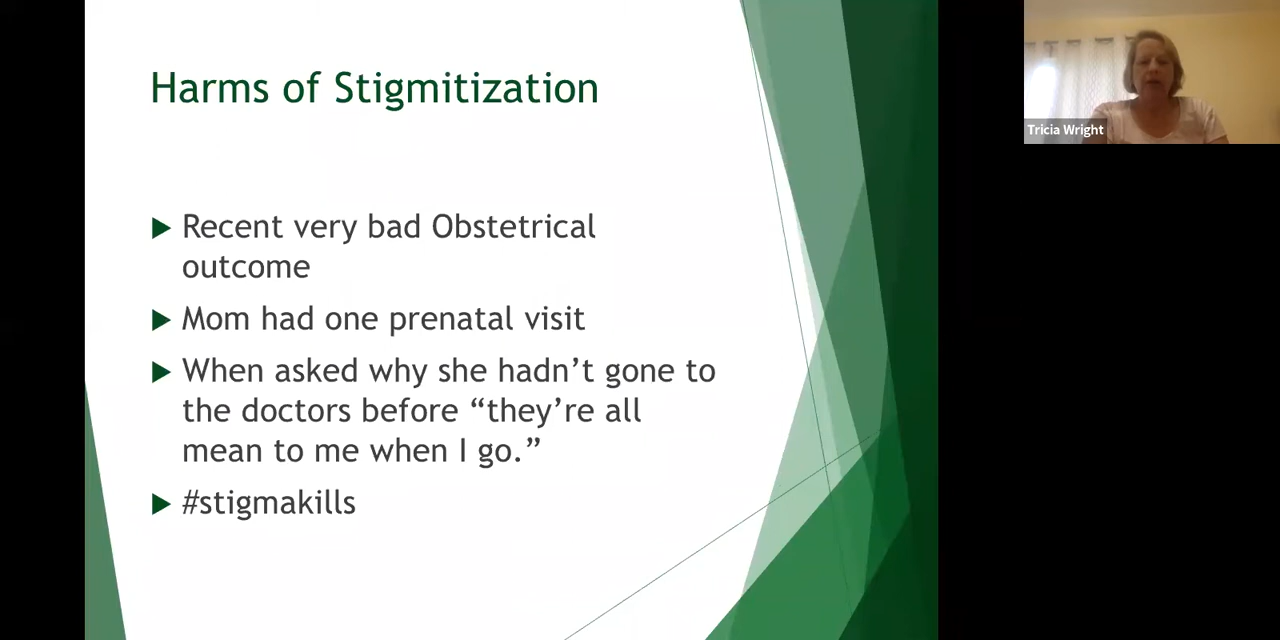 Harms of Stigmitization
Recent very bad Obstetrical
outcome
Mom had one prenatal visit
When asked why she hadn’t gone to
the doctors before “they’re all
mean to me when I go.”
#stigmakills
Tricia Wright